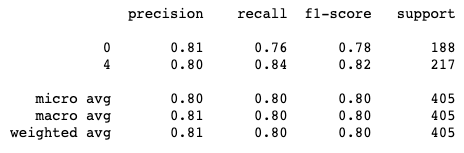 precision recall f1-score support
0 0.81 0.76 0.78 188
4 0.80 0.84 0.82 217
micro avg 0.80 0.80 0.80 405
macro avg 0.81 0.80 0.80 405
weighted avg 0.81 0.80 0.80 405